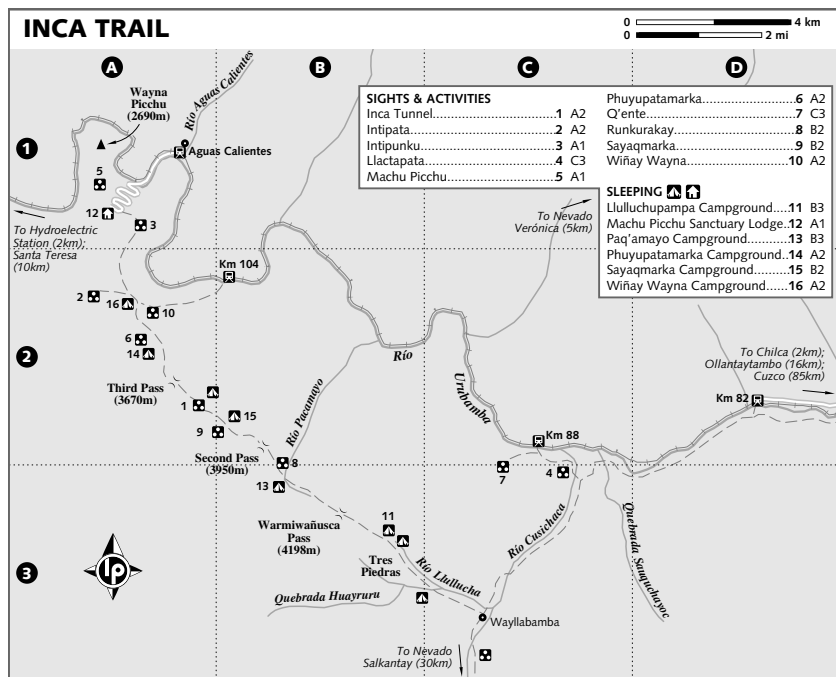 INCA TRAIL
0 4 km
0 2 mi
A
B
C
D
1
2
3
SIGHTS & ACTIVITIES
Inca Tunnel 1 A2
Intipata 2 A2
Intipunku 3 A1
Llactapata 4 C3
Machu Picchu 5 A1
Phuyupatamarka 6 A2
Q'ente 7 C3
Runkurakay 8 B2
Sayaqmarka 9 B2
Wiñay Wayna 10 A2
SLEEPING
Llulluchupampa Campground 11 B3
Machu Picchu Sanctuary Lodge 12 A1
Paq'amayo Campground 13 B3
Phuyupatamarka Campground 14 A2
Sayaqmarka Campground 15 B2
Wiñay Wayna Campground 16 A2
Wayna
Picchu
(2690m)
Río Aguas Calientes
Aguas Calientes
5
12
3
To Hydroelectric
Station (2km);
Santa Teresa
(10km)
To Nevado
Verónica (5km)
Km 104
2
16
10
6
14
Río
Urubamba
To Chilca (2km);
Ollantaytambo (16km);
Cuzco (85km)
Third Pass
(3670m)
1
15
9
Río Pacamayo
Km 82
Km 88
Second Pass
(3950m)
8
7
4
13
Warmiwañusca
Pass
(4198m)
11
Río Cusichaca
Quebrada Sauquchayoc
Tres
Piedras
Río Llullucha
Quebrada Huayruru
Wayllabamba
To Nevado
Salkantay (30km)
lp